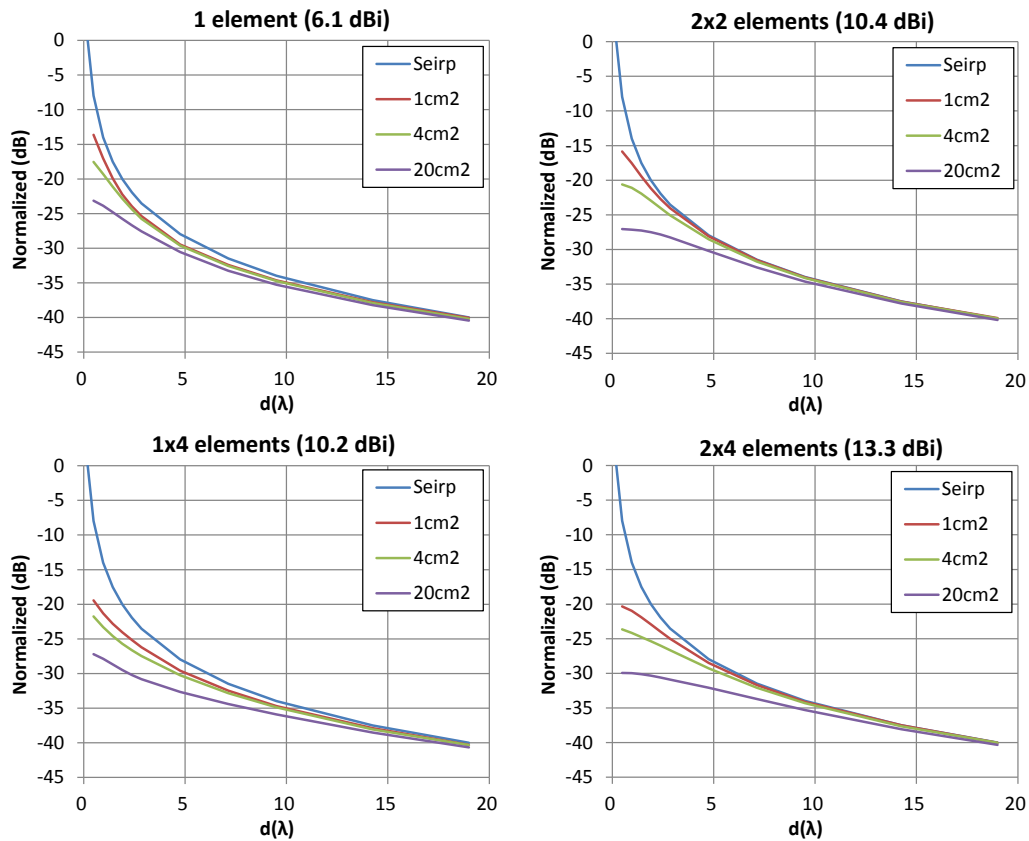 1 element (6.1 dBi)
0
-5
-10
-15
-20
-25
-30
-35
-40
-45
Normalized (dB)
Seirp
1cm2
4cm2
20cm2
0 5 10 15 20
d(λ)
2x2 elements (10.4 dBi)
0
-5
-10
-15
-20
-25
-30
-35
-40
-45
Normalized (dB)
Seirp
1cm2
4cm2
20cm2
0 5 10 15 20
d(λ)
1x4 elements (10.2 dBi)
0
-5
-10
-15
-20
-25
-30
-35
-40
-45
Normalized (dB)
Seirp
1cm2
4cm2
20cm2
0 5 10 15 20
d(λ)
2x4 elements (13.3 dBi)
0
-5
-10
-15
-20
-25
-30
-35
-40
-45
Normalized (dB)
Seirp
1cm2
4cm2
20cm2
0 5 10 15 20
d(λ)